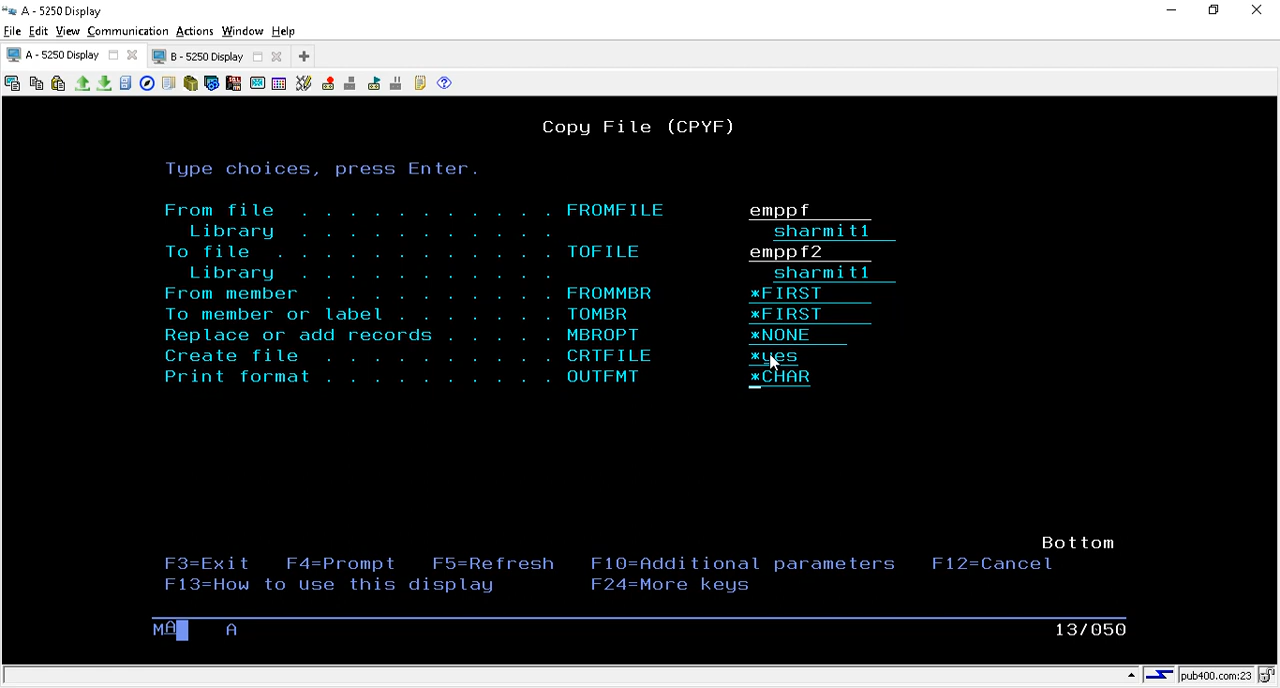 A - 5250 Display
File Edit View Communication Actions Window Help
A - 5250 Display B - 5250 Display
Copy File (CPYF)
Type choices, press Enter.
From file . . . . . . . . . . . FROMFILE emppf
Library . . . . . . . . . . . sharmit1
To file . . . . . . . . . . . . TOFILE emppf2
Library . . . . . . . . . . . sharmit1
From member . . . . . . . . . . FROMMBR *FIRST
To member or label . . . . . . . TOMBR *FIRST
Replace or add records . . . . . MBROPT *NONE
Create file . . . . . . . . . . CRTFILE *yes
Print format . . . . . . . . . . OUTFMT *CHAR
Bottom
F3=Exit F4=Prompt F5=Refresh F10=Additional parameters F12=Cancel
F13=How to use this display F24=More keys
MA A 13/050
pub400.com:23